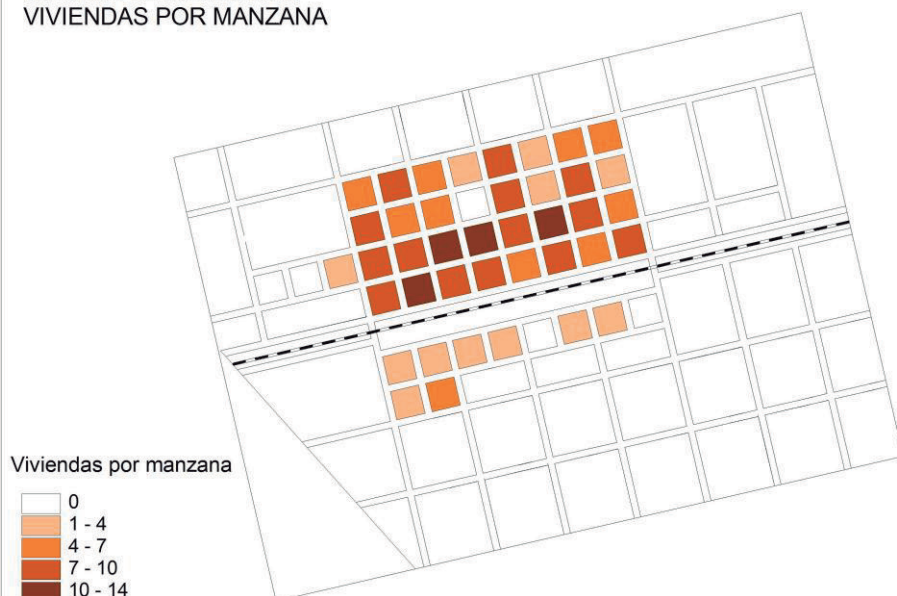 VIVIENDAS POR MANZANA
Viviendas por manzana
0
1 - 4
4 - 7
7 - 10
10 - 14